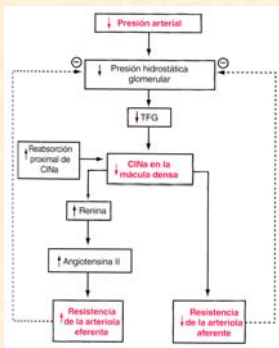 ↓ Presión arterial
↓ Presión hidrostática
glomerular
↓ TFG
↑ Reabsorción
proximal de
ClNa
↓ ClNa en la
mácula densa
↑ Renina
↑ Angiotensina II
↑ Resistencia
de la arteriola
eferente
↓ Resistencia
de la arteriola
aferente